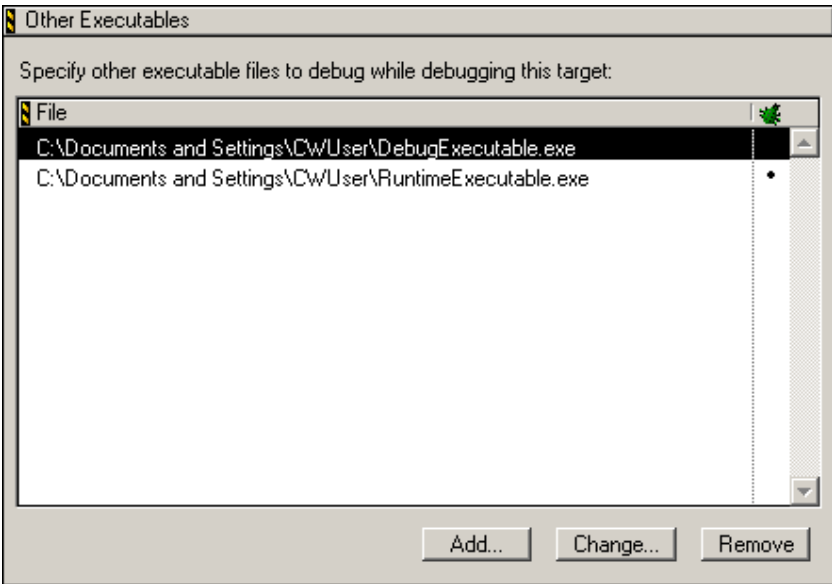 Other Executables
Specify other executable files to debug while debugging this target:
File
C:\Documents and Settings\CWUser\DebugExecutable.exe
C:\Documents and Settings\CWUser\RuntimeExecutable.exe
Add... Change... Remove